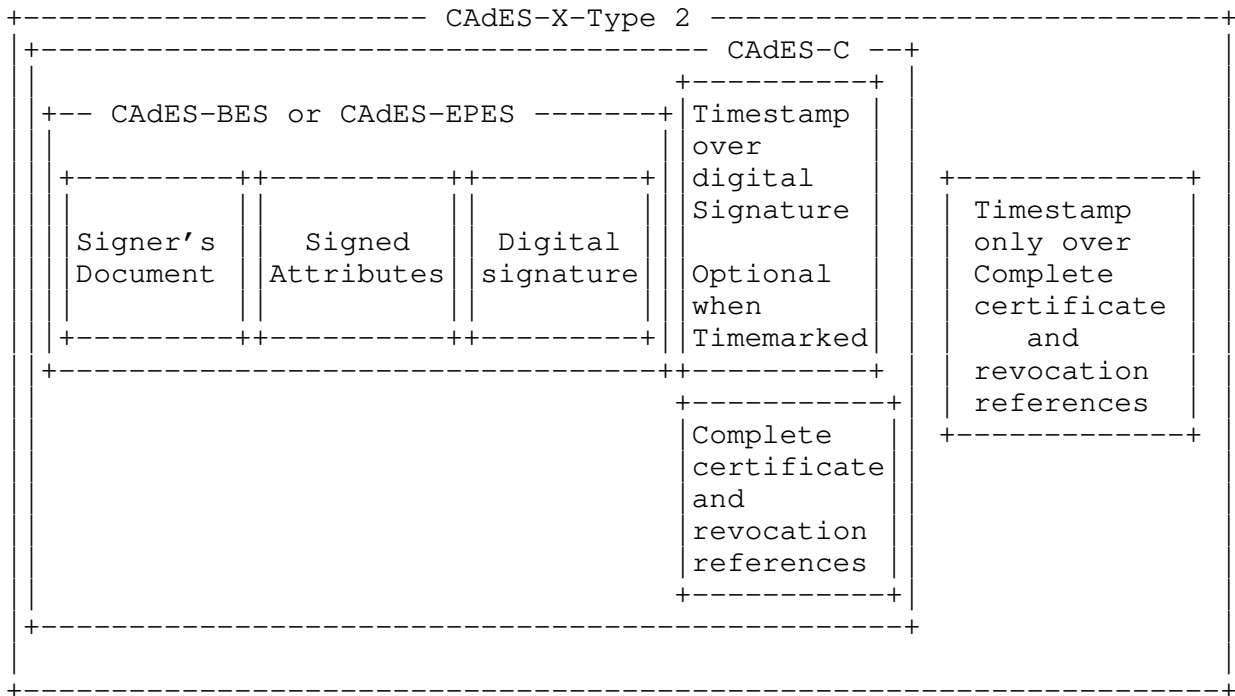 CAdES-X-Type 2
CAdES-C
CAdES-BES or CAdES-EPES
Signer's
Document
Signed
Attributes
Digital
signature
Timestamp
over
digital
Signature
Optional
when
Timemarked
Complete
certificate
and
revocation
references
Timestamp
only over
Complete
certificate
and
revocation
references